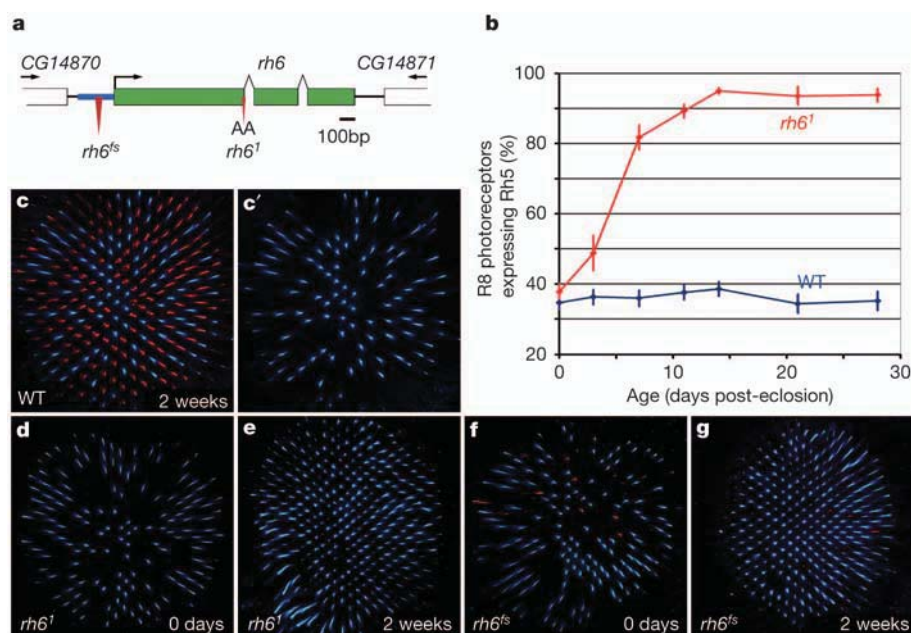 a
CG14870
rh6
CG14871
rh6fs
AA
rh6¹
100bp
b
R8 photoreceptors
expressing Rh5 (%)
100
80
60
40
20
rh6¹
WT
0
10
20
30
Age (days post-eclosion)
c
WT
2 weeks
c′
d
rh6¹
0 days
e
rh6¹
2 weeks
f
rh6fs
0 days
g
rh6fs
2 weeks